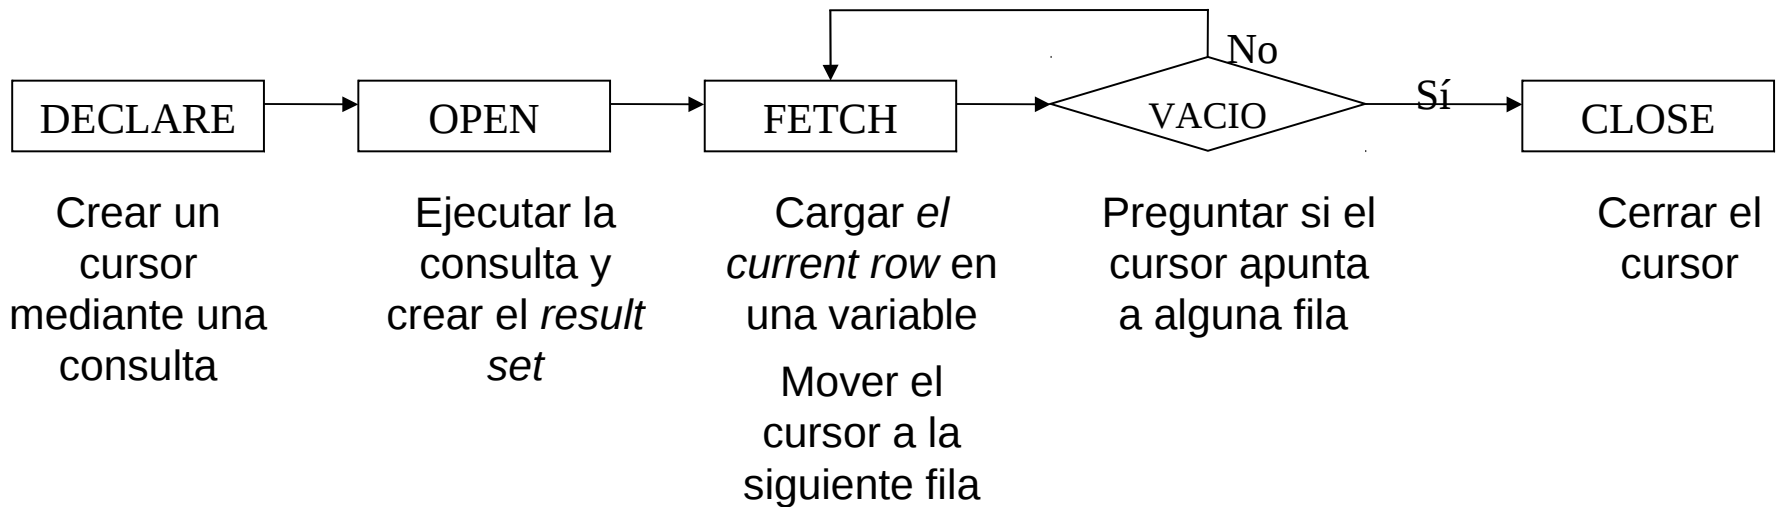 No
Sí
DECLARE
OPEN
FETCH
VACIO
CLOSE
Crear un
cursor
mediante una
consulta
Ejecutar la
consulta y
crear el result
set
Cargar el
current row en
una variable
Mover el
cursor a la
siguiente fila
Preguntar si el
cursor apunta
a alguna fila
Cerrar el
cursor